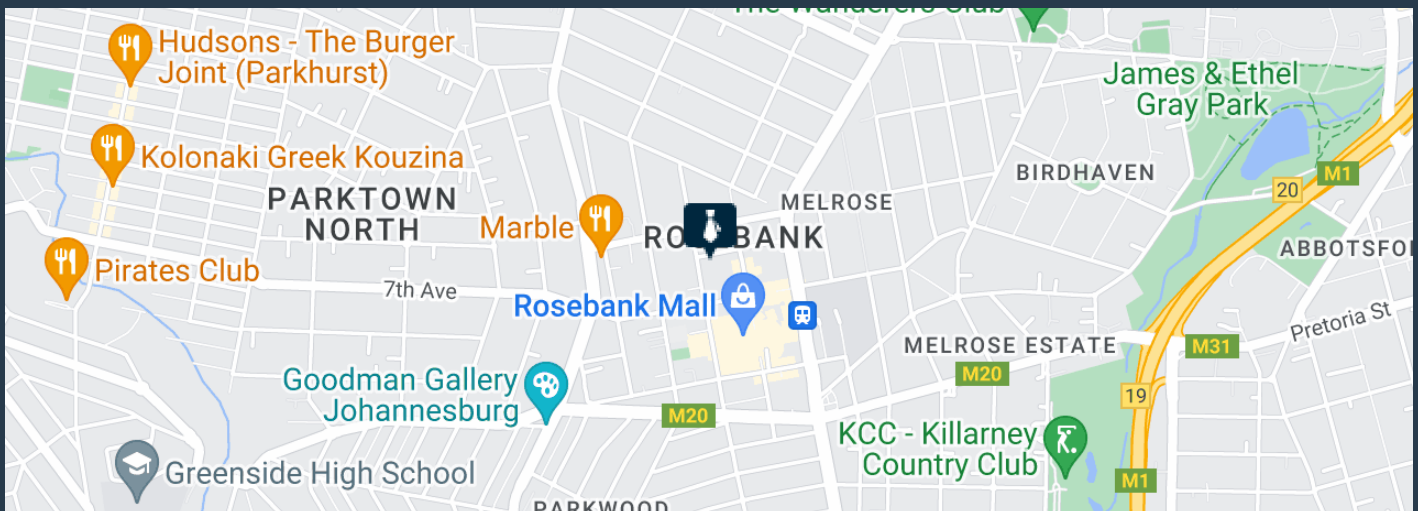 The Wanderers Club
Hudsons - The Burger
Joint (Parkhurst)
James & Ethel
Gray Park
Kolonaki Greek Kouzina
BIRDHAVEN
M1
20
PARKTOWN
NORTH
MELROSE
Marble
ROSEBANK
ABBOTSFO
Pirates Club
7th Ave
Rosebank Mall
Pretoria St
MELROSE ESTATE
M31
M20
Goodman Gallery
Johannesburg
19
M20
KCC - Killarney
Country Club
Greenside High School
M1
PARKWOOD